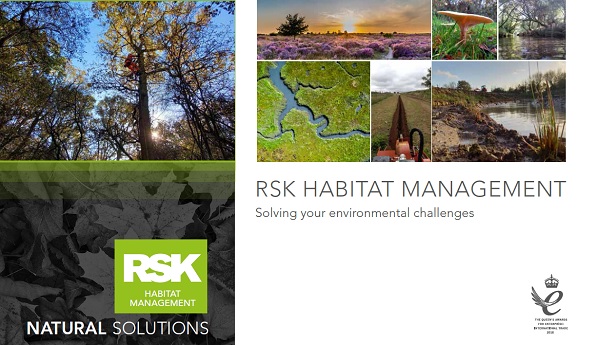 RSK HABITAT MANAGEMENT
Solving your environmental challenges
RSK
HABITAT
MANAGEMENT
NATURAL SOLUTIONS
THE QUEEN'S AWARDS
FOR ENTERPRISE:
INTERNATIONAL TRADE